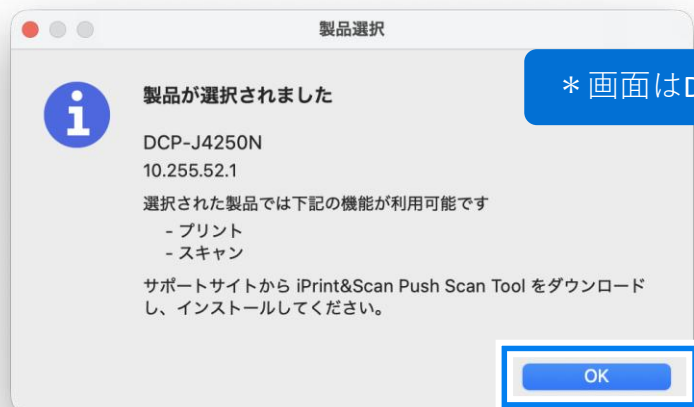 製品選択
製品が選択されました
＊画面はD
DCP-J4250N
10.255.52.1
選択された製品では下記の機能が利用可能です
- プリント
- スキャン
サポートサイトから iPrint&Scan Push Scan Tool をダウンロード
し、インストールしてください。
OK